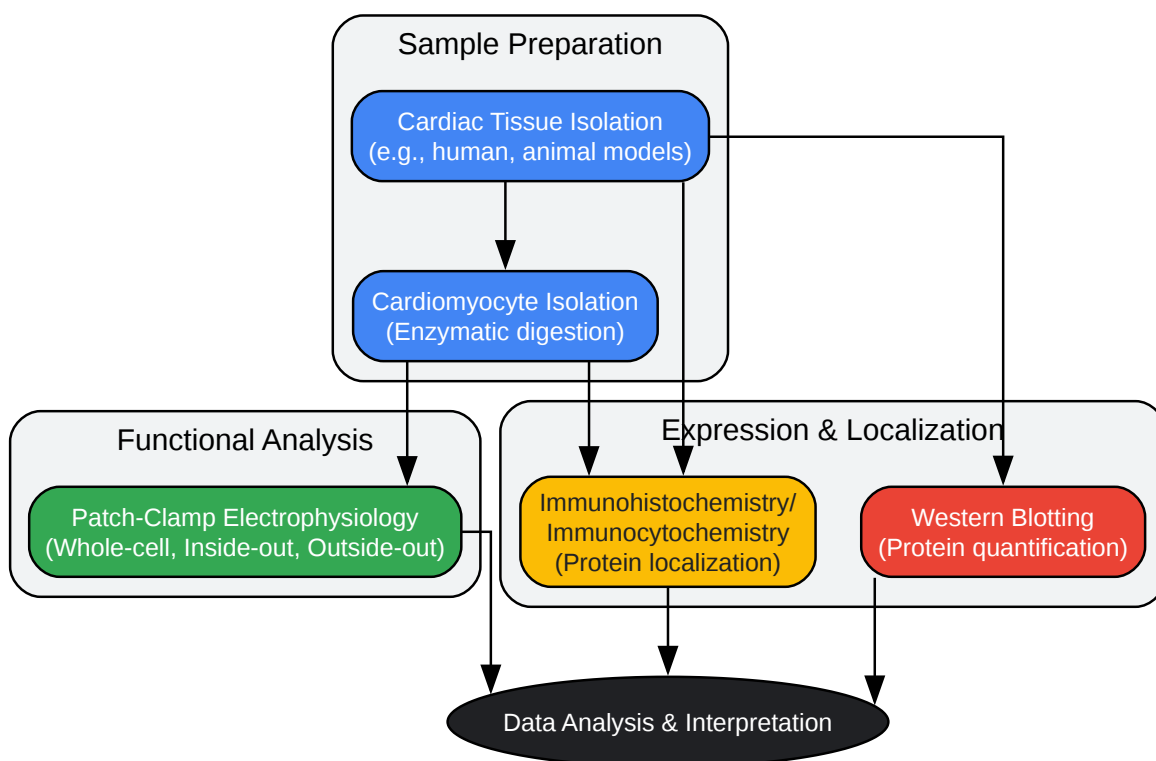 Sample Preparation
Cardiac Tissue Isolation
(e.g., human, animal models)
Cardiomyocyte Isolation
(Enzymatic digestion)
Functional Analysis
Patch-Clamp Electrophysiology
(Whole-cell, Inside-out, Outside-out)
Expression & Localization
Immunohistochemistry/
Immunocytochemistry
(Protein localization)
Western Blotting
(Protein quantification)
Data Analysis & Interpretation